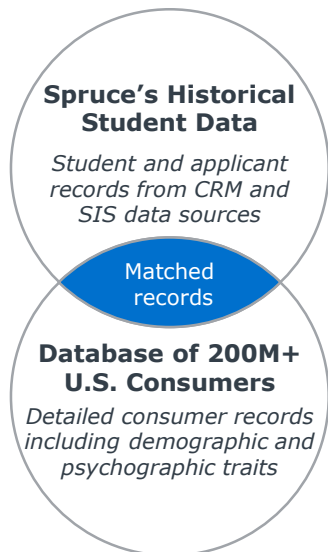 Spruce’s Historical
Student Data
Student and applicant
records from CRM and
SIS data sources
Matched
records
Database of 200M+
U.S. Consumers
Detailed consumer records
including demographic and
psychographic traits